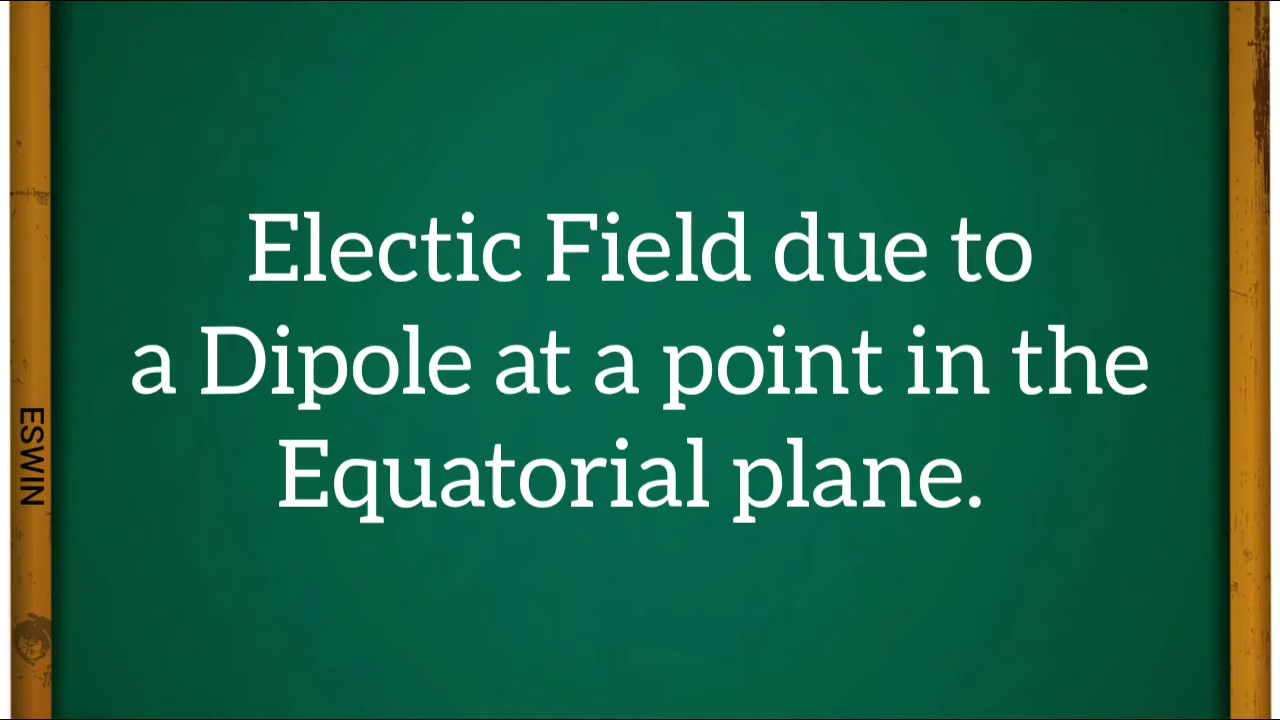 Electic Field due to
a Dipole at a point in the
Equatorial plane.
ESWIN